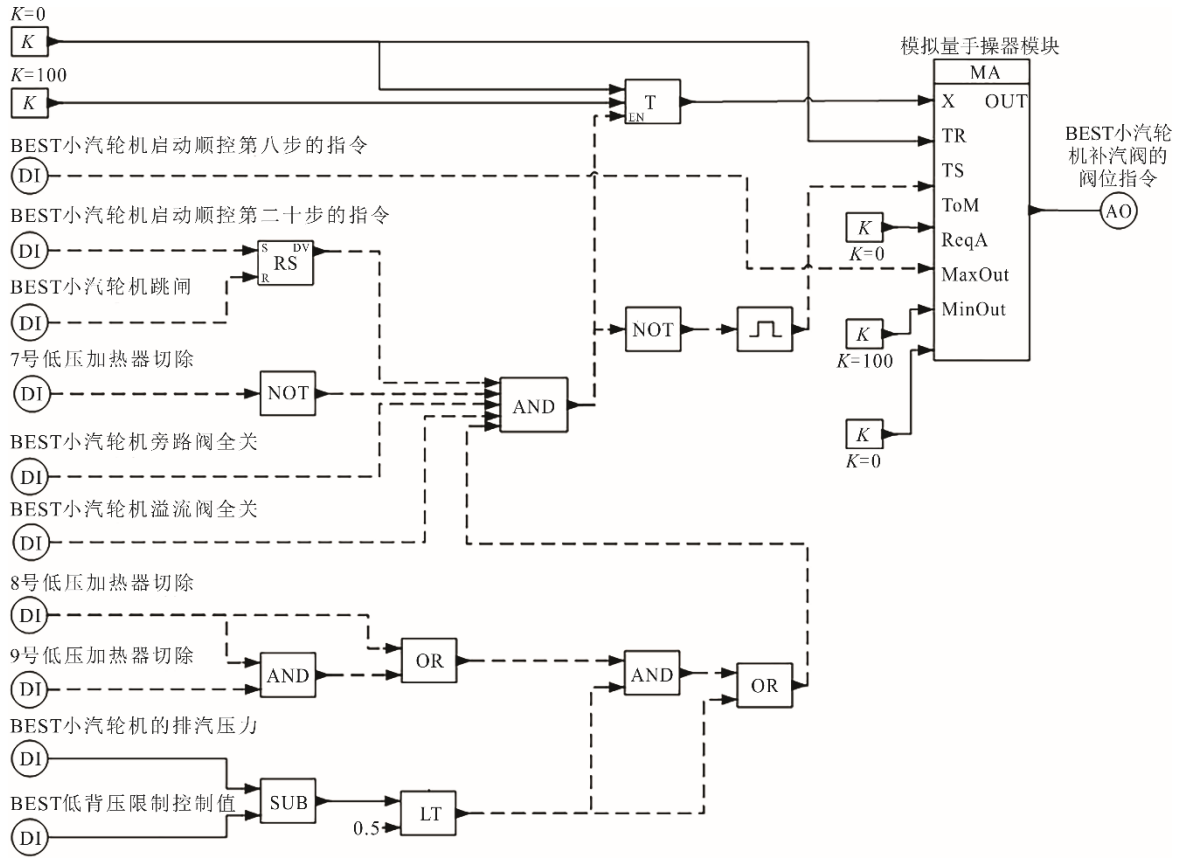 K=0
K
K=100
K
BEST小汽轮机启动顺控第八步的指令
DI
BEST小汽轮机启动顺控第二十步的指令
DI
S DV
RS
R
BEST小汽轮机跳闸
DI
7号低压加热器切除
DI
NOT
BEST小汽轮机旁路阀全关
DI
BEST小汽轮机溢流阀全关
DI
8号低压加热器切除
DI
9号低压加热器切除
DI
AND
OR
BEST小汽轮机的排汽压力
DI
BEST低背压限制控制值
DI
SUB
0.5
LT
AND
OR
AND
T
EN
NOT
模拟量手操器模块
MA
X OUT
TR
TS
ToM
ReqA
MaxOut
MinOut
K
K=0
K
K=100
K
K=0
BEST小汽轮
机补汽阀的
阀位指令
AO